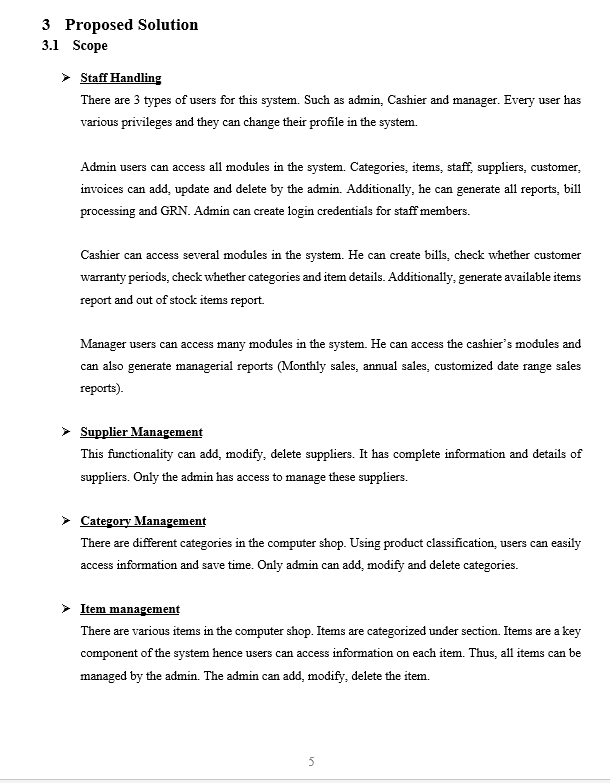 3 Proposed Solution
3.1 Scope
➢ Staff Handling
There are 3 types of users for this system. Such as admin, Cashier and manager. Every user has
various privileges and they can change their profile in the system.
Admin users can access all modules in the system. Categories, items, staff, suppliers, customer,
invoices can add, update and delete by the admin. Additionally, he can generate all reports, bill
processing and GRN. Admin can create login credentials for staff members.
Cashier can access several modules in the system. He can create bills, check whether customer
warranty periods, check whether categories and item details. Additionally, generate available items
report and out of stock items report.
Manager users can access many modules in the system. He can access the cashier’s modules and
can also generate managerial reports (Monthly sales, annual sales, customized date range sales
reports).
➢ Supplier Management
This functionality can add, modify, delete suppliers. It has complete information and details of
suppliers. Only the admin has access to manage these suppliers.
➢ Category Management
There are different categories in the computer shop. Using product classification, users can easily
access information and save time. Only admin can add, modify and delete categories.
➢ Item management
There are various items in the computer shop. Items are categorized under section. Items are a key
component of the system hence users can access information on each item. Thus, all items can be
managed by the admin. The admin can add, modify, delete the item.
5